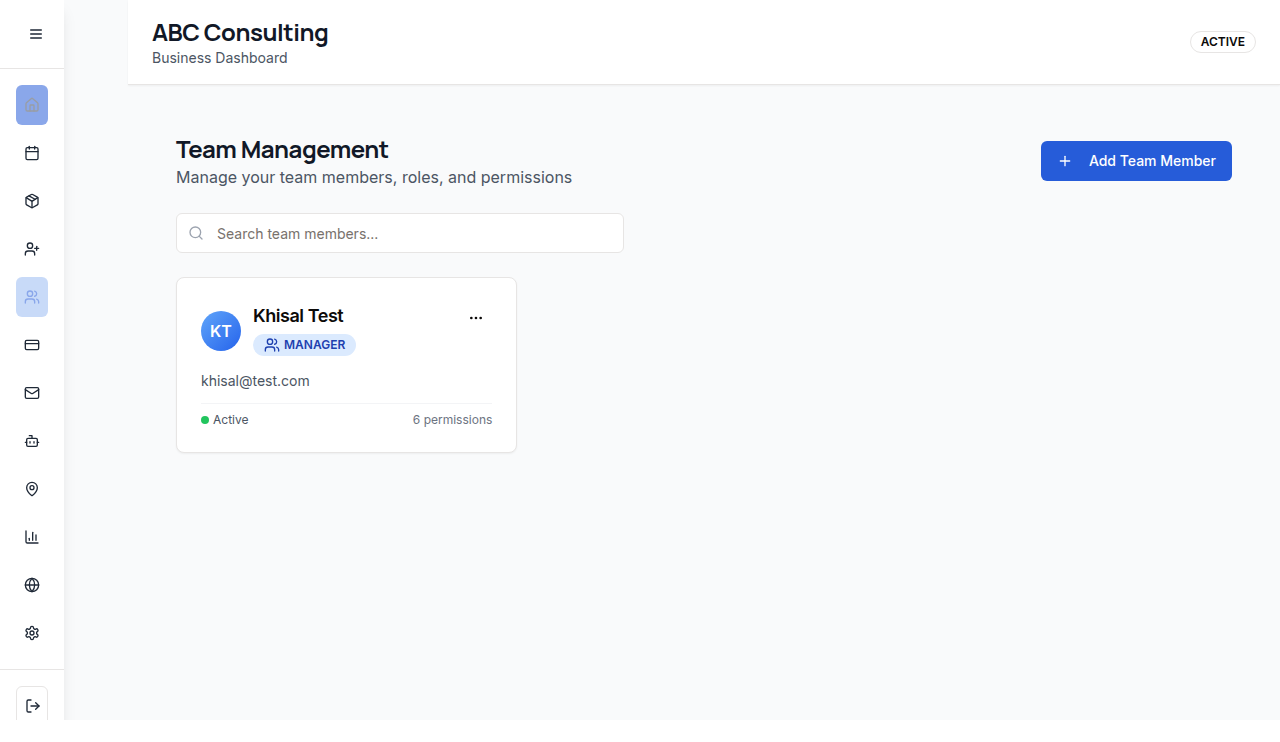 ABC Consulting
Business Dashboard
ACTIVE
Team Management
Manage your team members, roles, and permissions
Add Team Member
Search team members...
KT
Khisal Test
MANAGER
khisal@test.com
Active
6 permissions